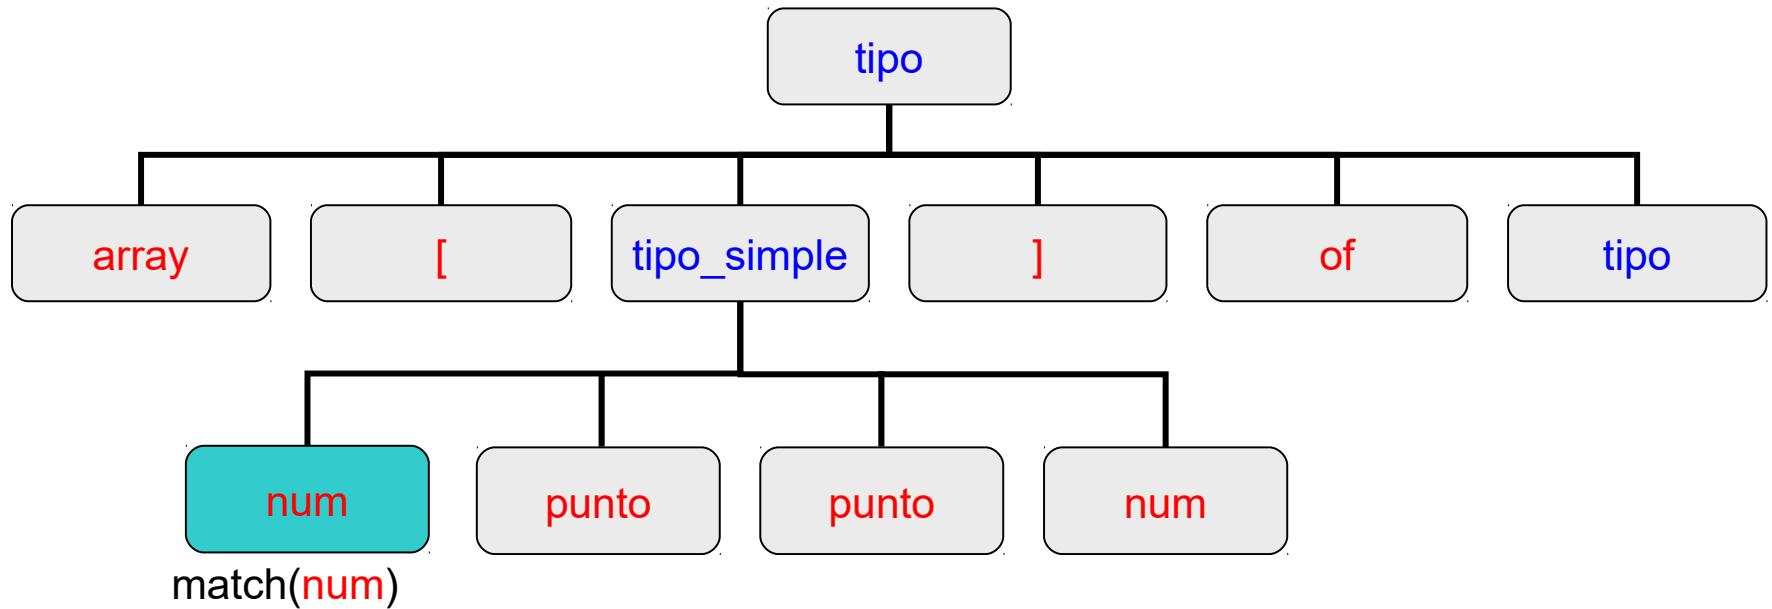 tipo
array [ tipo_simple ] of tipo
num punto punto num
match(num)